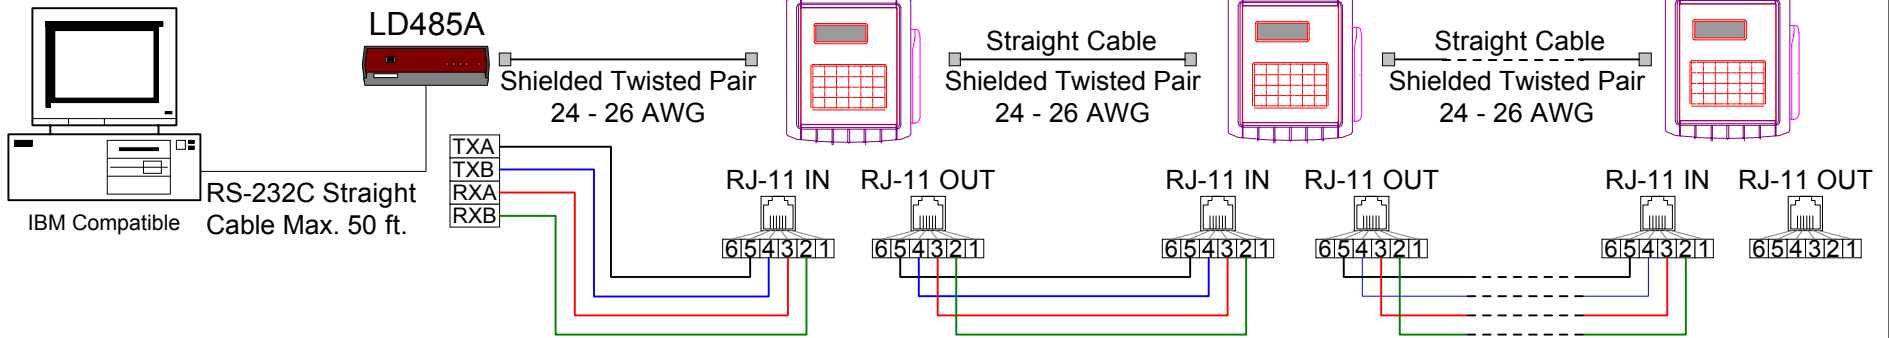 LD485A
Straight Cable
Straight Cable
Shielded Twisted Pair
24 - 26 AWG
Shielded Twisted Pair
24 - 26 AWG
Shielded Twisted Pair
24 - 26 AWG
IBM Compatible
RS-232C Straight
Cable Max. 50 ft.
TXA
TXB
RXA
RXB
RJ-11 IN
RJ-11 OUT
RJ-11 IN
RJ-11 OUT
RJ-11 IN
RJ-11 OUT
6 5 4 3 2 1
6 5 4 3 2 1
6 5 4 3 2 1
6 5 4 3 2 1
6 5 4 3 2 1
6 5 4 3 2 1